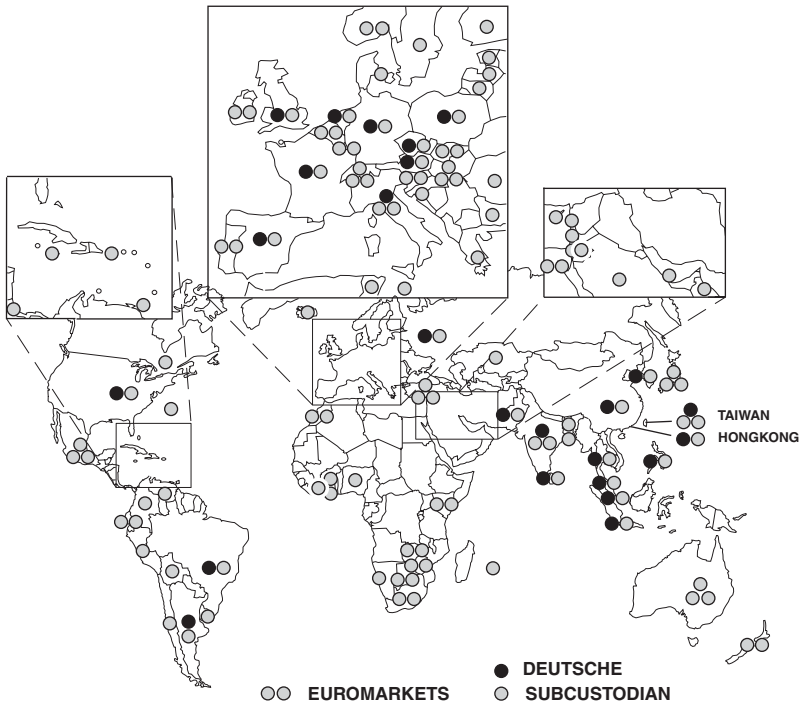 TAIWAN
HONGKONG
DEUTSCHE
EUROMARKETS
SUBCUSTODIAN